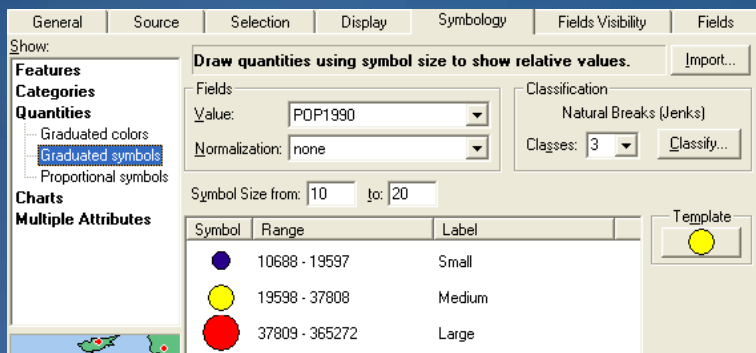 General Source Selection Display Symbology Fields Visibility Fields
Show:
Features
Categories
Quantities
Graduated colors
Graduated symbols
Proportional symbols
Charts
Multiple Attributes
Draw quantities using symbol size to show relative values.
Import...
Fields
Value: POP1990
Normalization: none
Classification
Natural Breaks (Jenks)
Classes: 3 Classify...
Symbol Size from: 10 to: 20
Symbol Range Label
10688 - 19597 Small
19598 - 37808 Medium
37809 - 365272 Large
Template